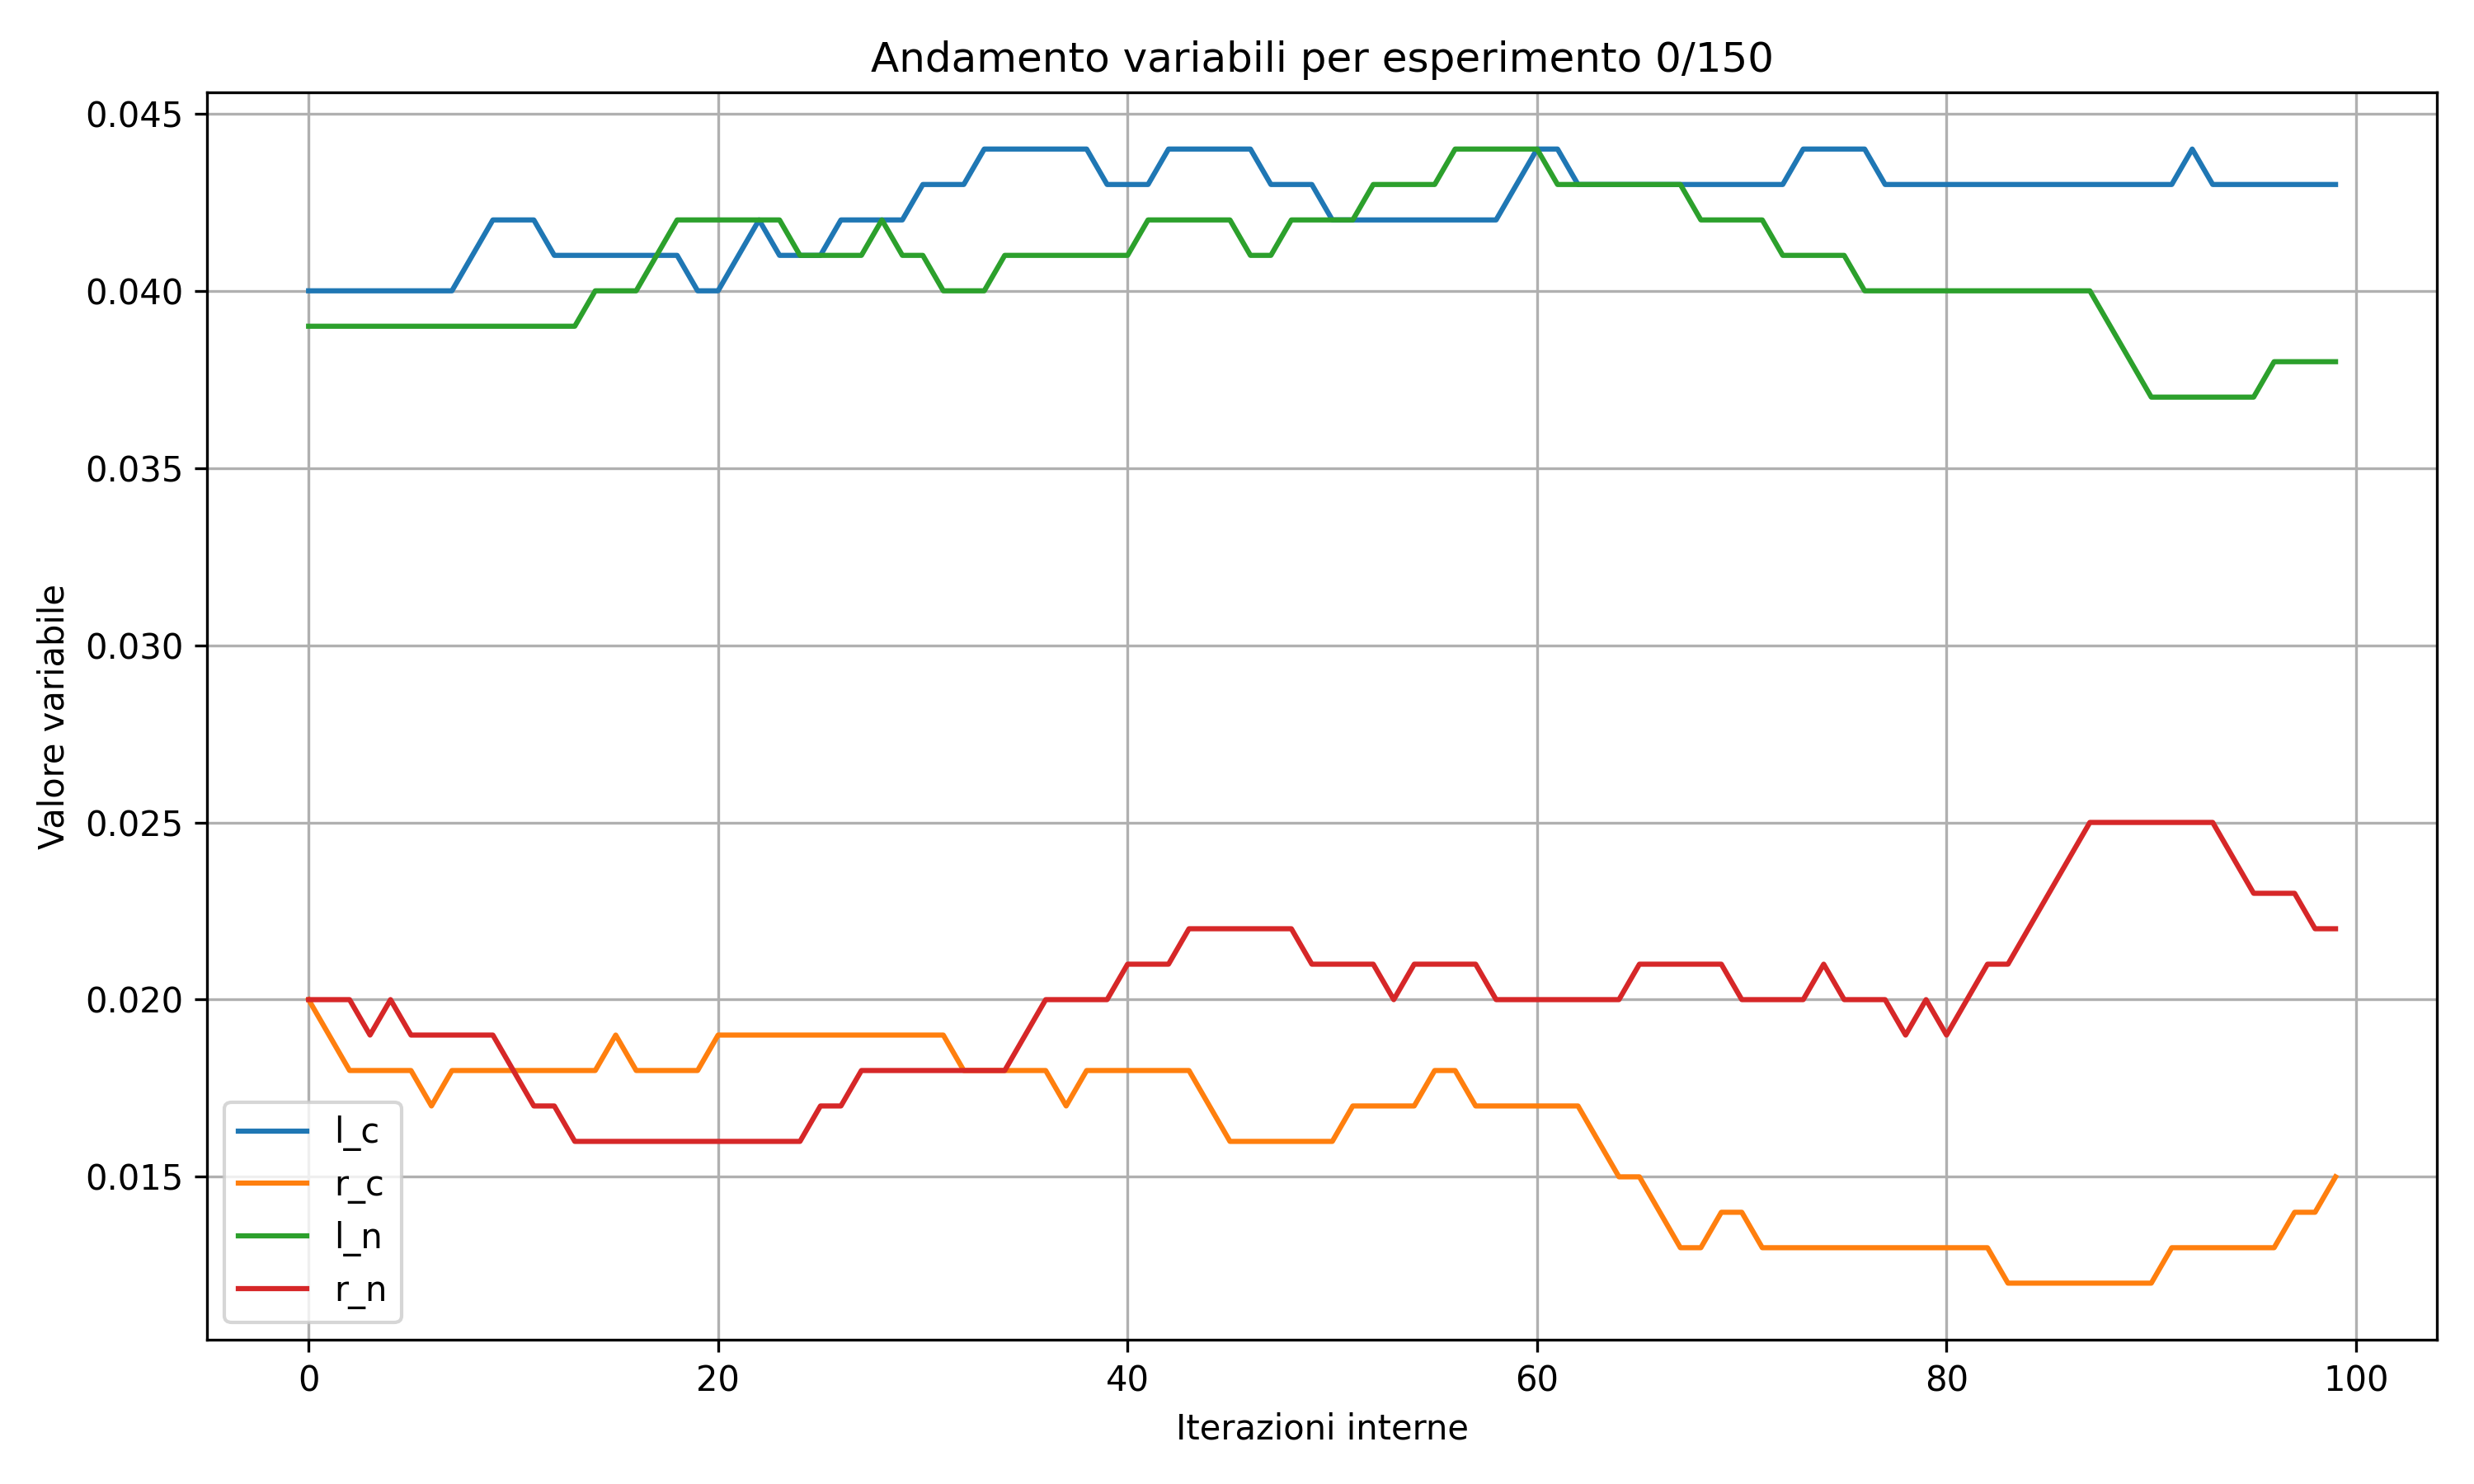 Andamento variabili per esperimento 0/150
Valore variabile
0.045
0.040
0.035
0.030
0.025
0.020
0.015
l_c
r_c
l_n
r_n
0 20 40 60 80 100
Iterazioni interne